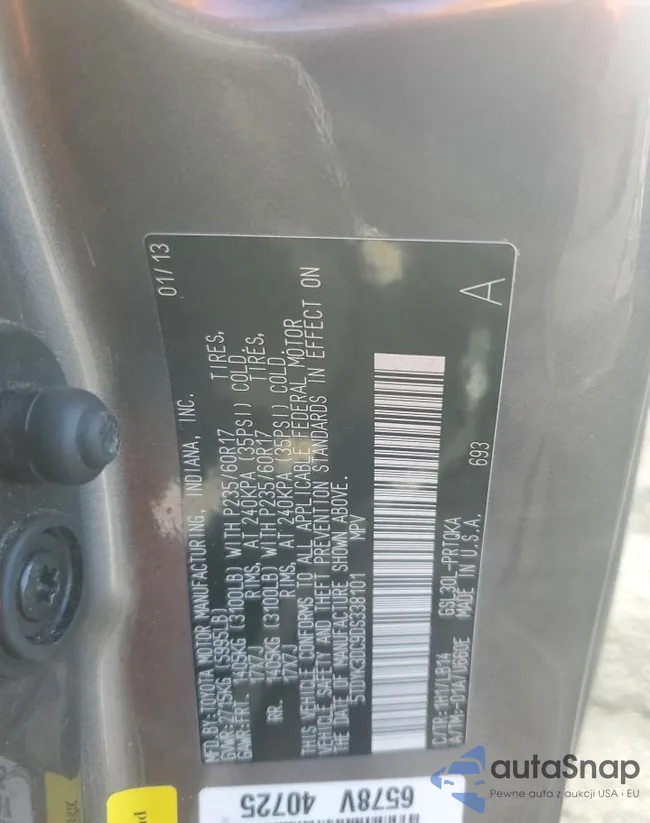 MFD.BY:TOYOTA MOTOR MANUFACTURING, INDIANA, INC. 01/13
GVWR:2715KG (5995LB)
GAWR:FRT. 1405KG (3100LB) WITH P235/60R17 TIRES,
17X7J RIMS, AT 240KPA (35PSI) COLD.
RR. 1405KG (3100LB) WITH P235/60R17 TIRES,
17X7J RIMS, AT 240KPA (35PSI) COLD.
THIS VEHICLE CONFORMS TO ALL APPLICABLE FEDERAL MOTOR
VEHICLE SAFETY AND THEFT PREVENTION STANDARDS IN EFFECT ON
THE DATE OF MANUFACTURE SHOWN ABOVE.
5TDYK3DC9DS338101 MPV
693 A
C/TR:1H1/LB14 GSL30L-PRTQKA
A/TM:-01A/U660E MADE IN U.S.A.
6578V
40725
autoSnap
Pewne auta z aukcji USA i EU